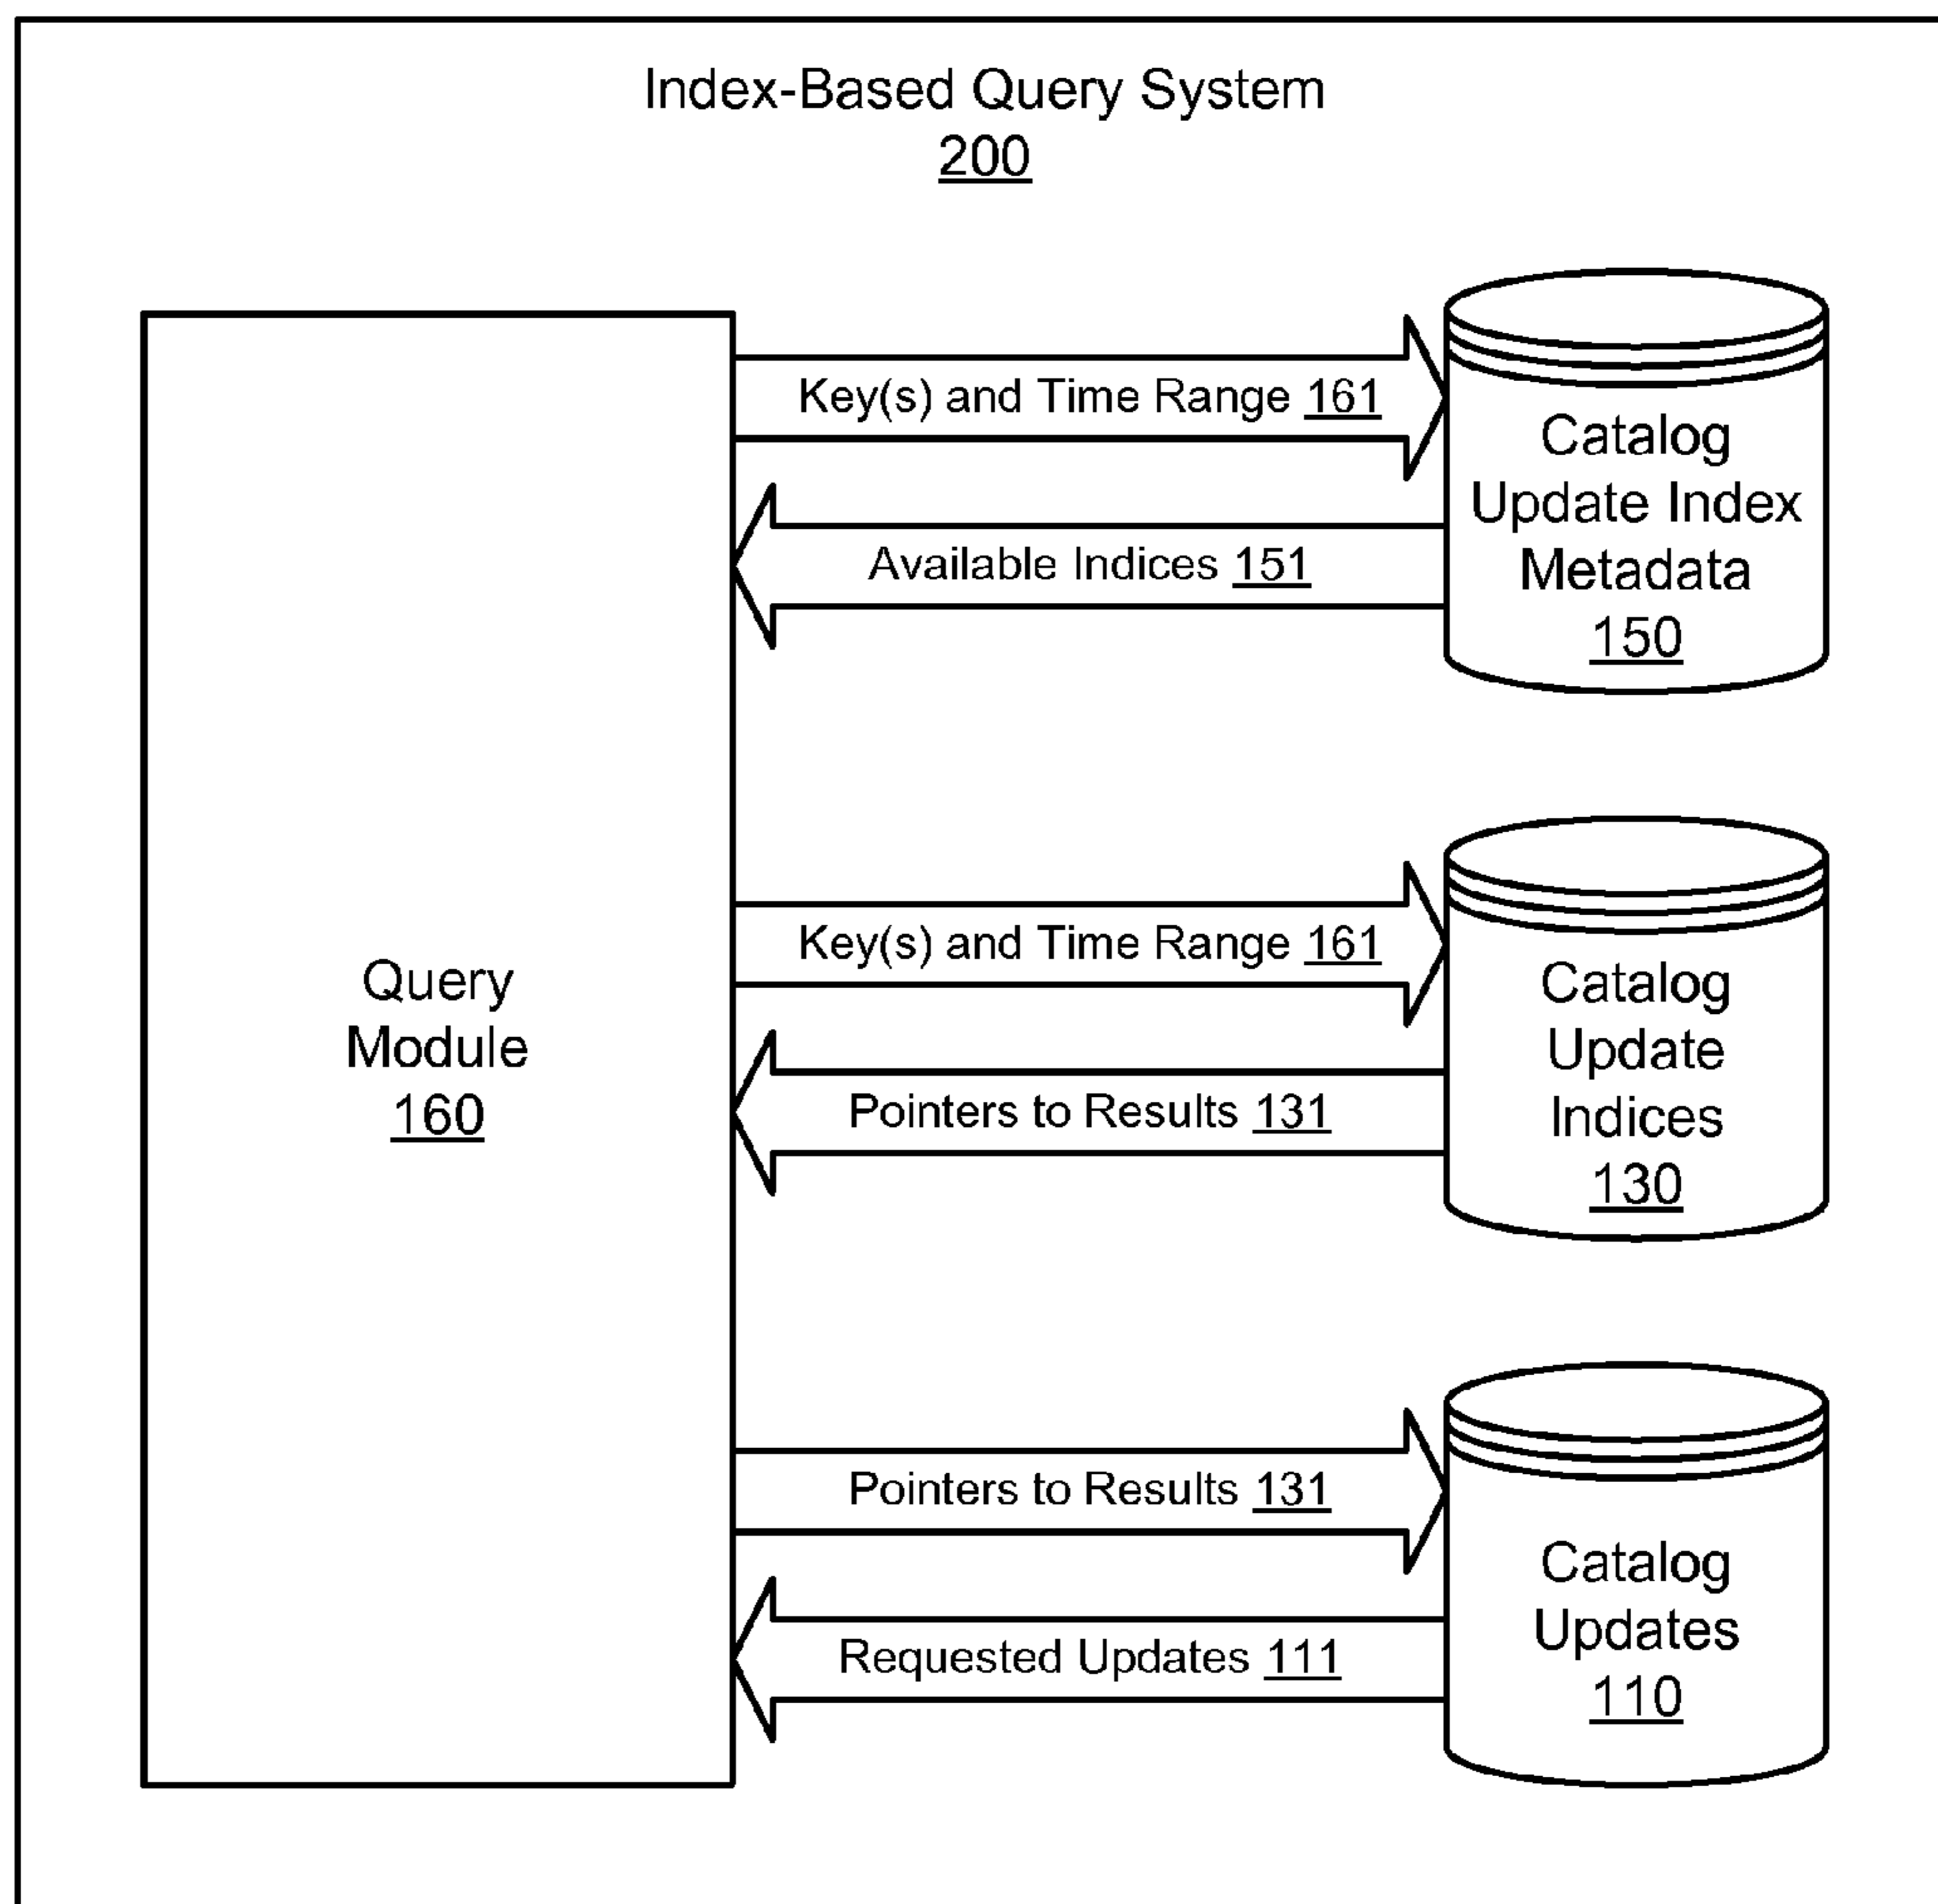 Index-Based Query System
200
Key(s) and Time Range 161
Available Indices 151
Catalog
Update Index
Metadata
150
Query
Module
160
Key(s) and Time Range 161
Pointers to Results 131
Catalog
Update
Indices
130
Pointers to Results 131
Requested Updates 111
Catalog
Updates
110